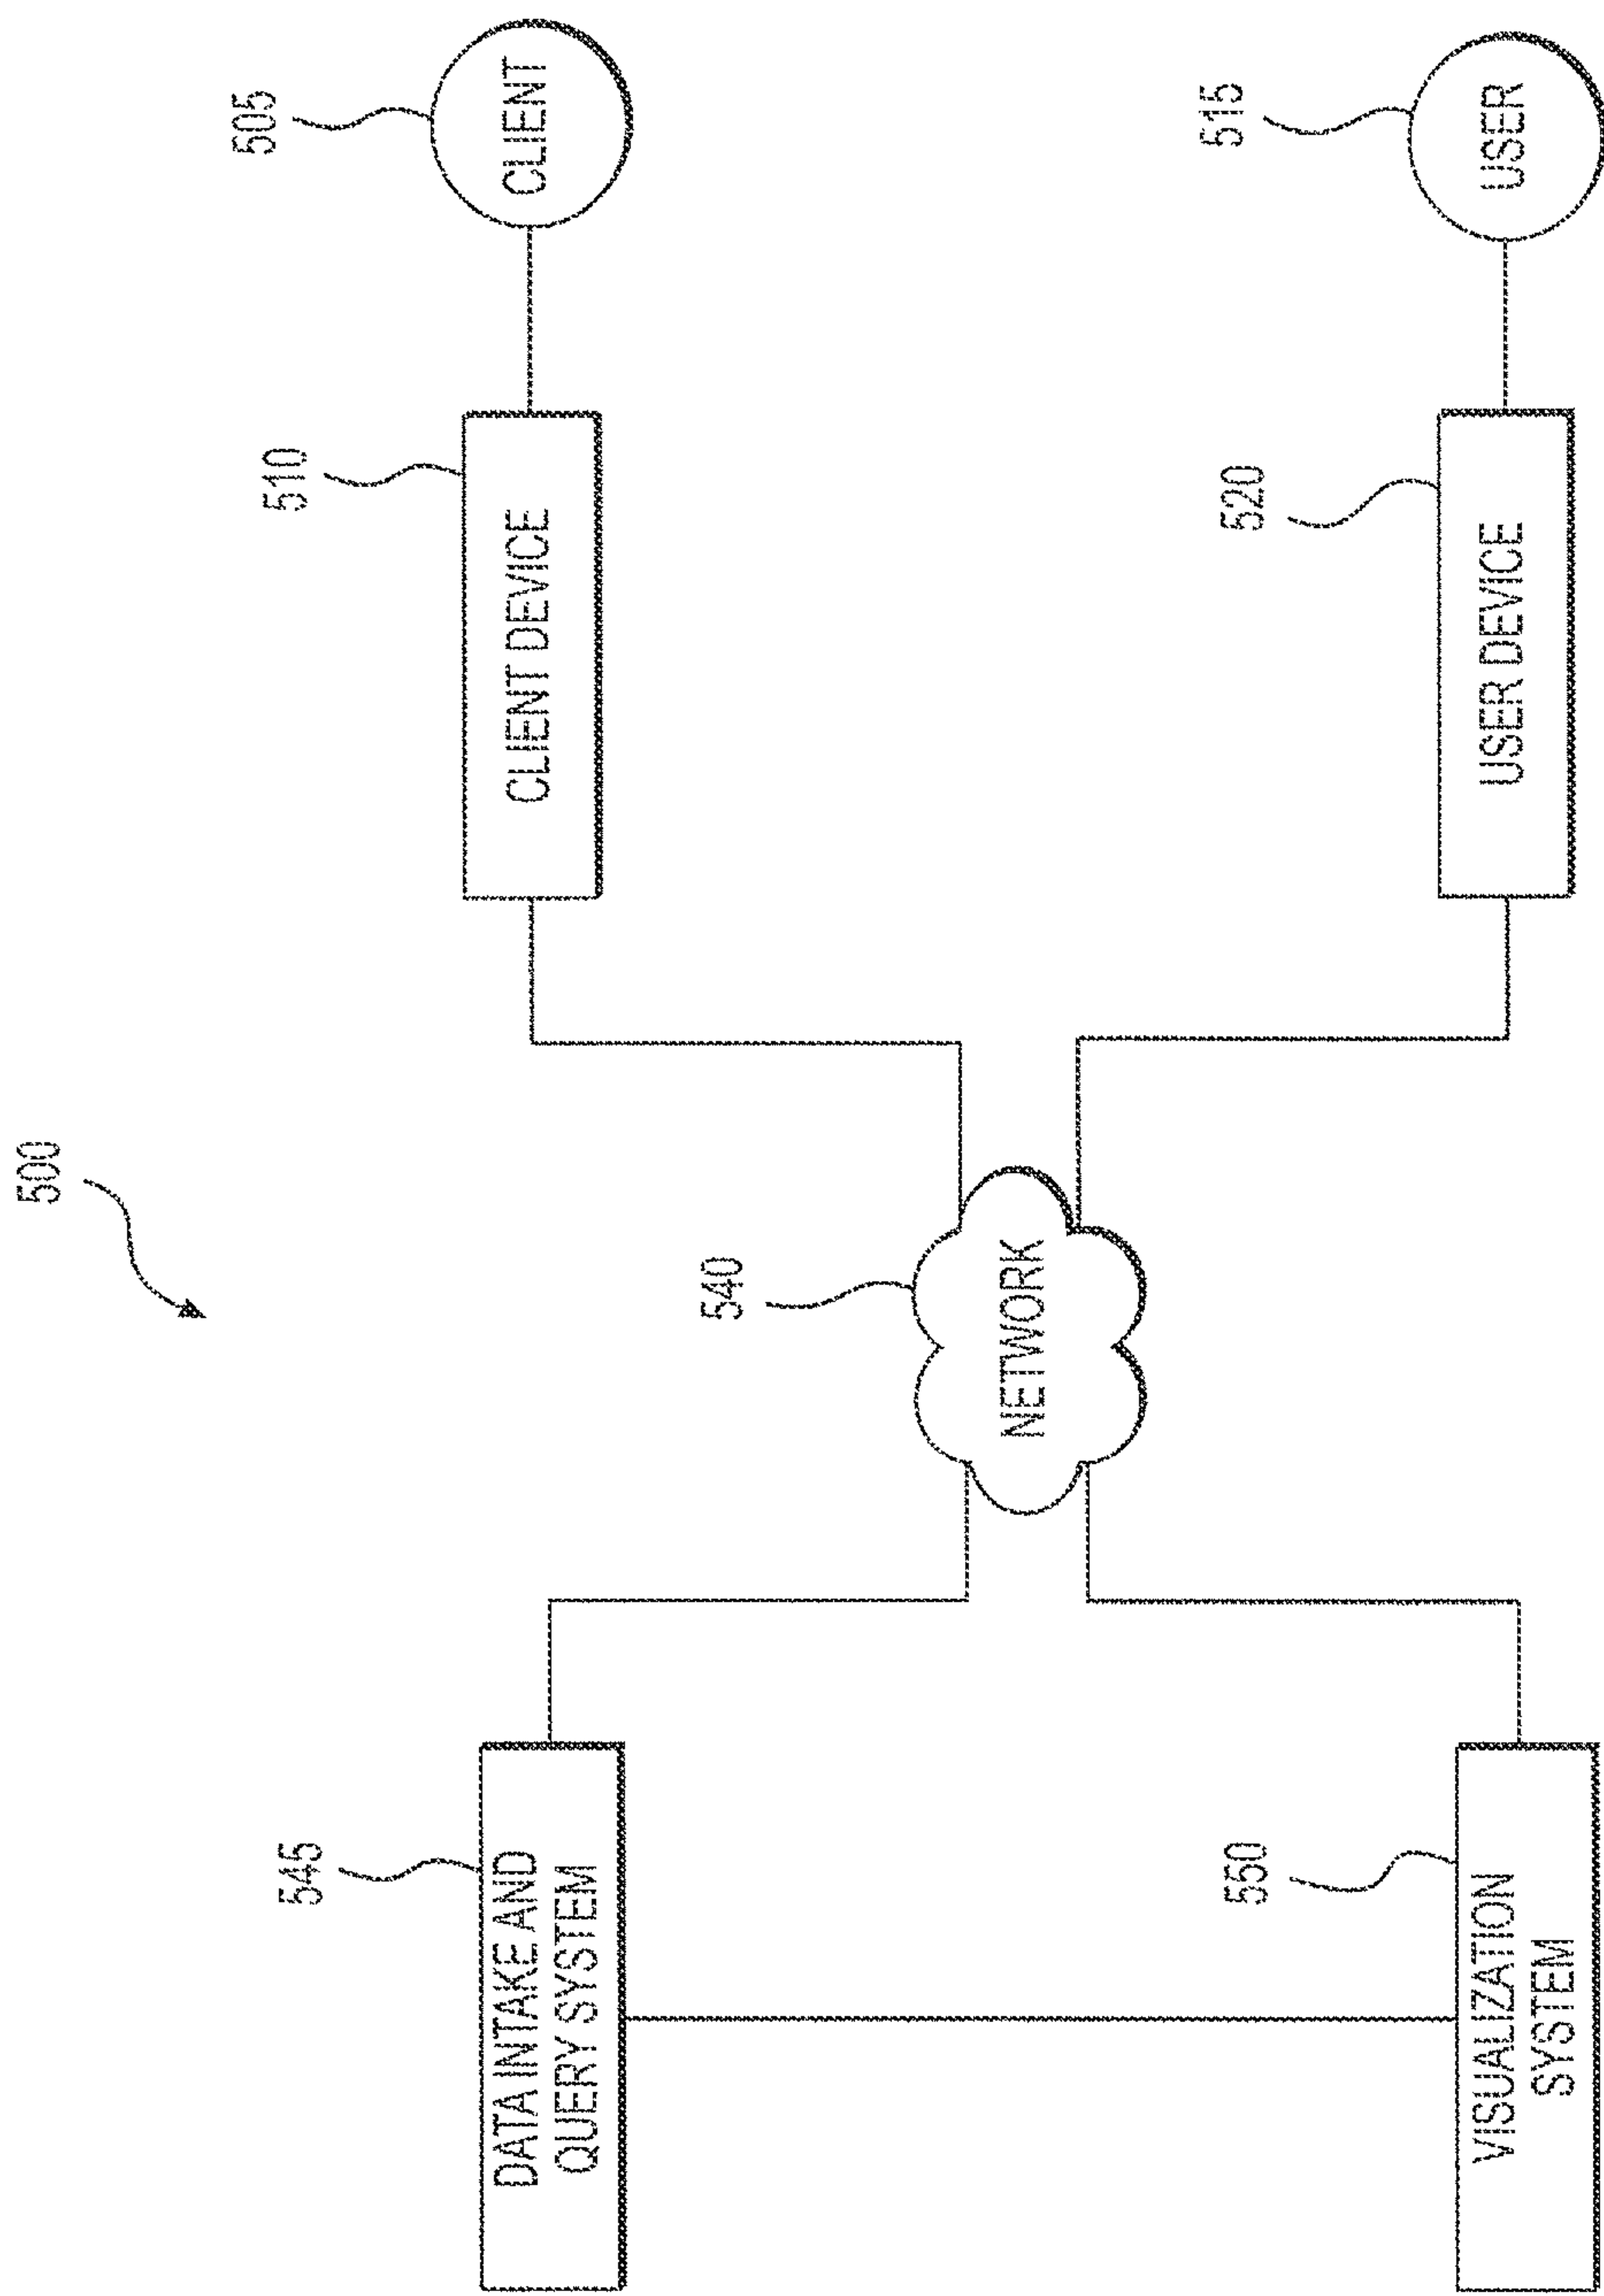 500
545
DATA INTAKE AND
QUERY SYSTEM
540
NETWORK
510
CLIENT DEVICE
505
CLIENT
550
VISUALIZATION
SYSTEM
520
USER DEVICE
515
USER